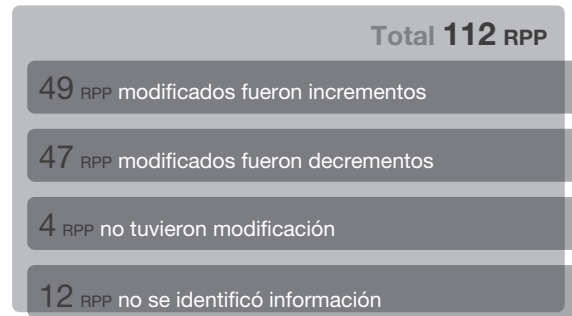 Total 112 RPP
49 RPP modificados fueron incrementos
47 RPP modificados fueron decrementos
4 RPP no tuvieron modificación
12 RPP no se identificó información